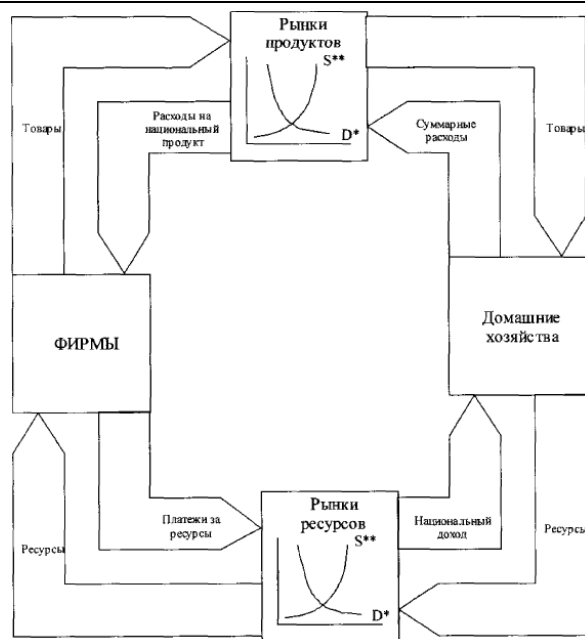 Рынки
продуктов
S**
D*
Товары
Расходы на
национальный
продукт
Суммарные
расходы
Товары
ФИРМЫ
Домашние
хозяйства
Рынки
ресурсов
S**
D*
Ресурсы
Платежи за
ресурсы
Национальный
доход
Ресурсы